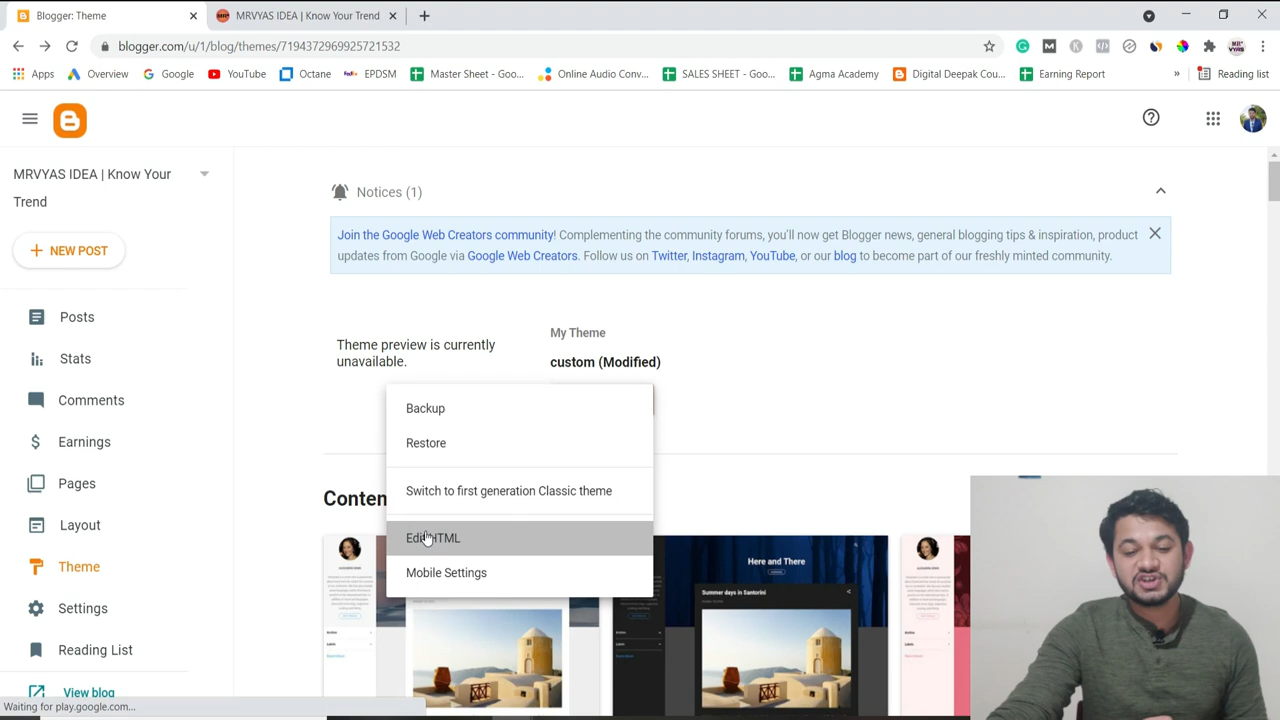 Blogger: Theme
MRVYAS IDEA | Know Your Trend
blogger.com/u/1/blog/themes/7194372969925721532
Apps
Overview
Google
YouTube
Octane
EPDSM
Master Sheet - Goo...
Online Audio Conv...
SALES SHEET - Goo...
Agma Academy
Digital Deepak Cou...
Earning Report
»
Reading list
MRVYAS IDEA | Know Your
Trend
NEW POST
Posts
Stats
Comments
Earnings
Pages
Layout
Theme
Settings
Reading List
View blog
Notices (1)
Join the Google Web Creators community! Complementing the community forums, you'll now get Blogger news, general blogging tips & inspiration, product
updates from Google via Google Web Creators. Follow us on Twitter, Instagram, YouTube, or our blog to become part of our freshly minted community.
Theme preview is currently
unavailable.
My Theme
custom (Modified)
Backup
Restore
Switch to first generation Classic theme
Edit HTML
Mobile Settings
Conten
Here and There
Summer days in Santorini
Waiting for play.google.com...